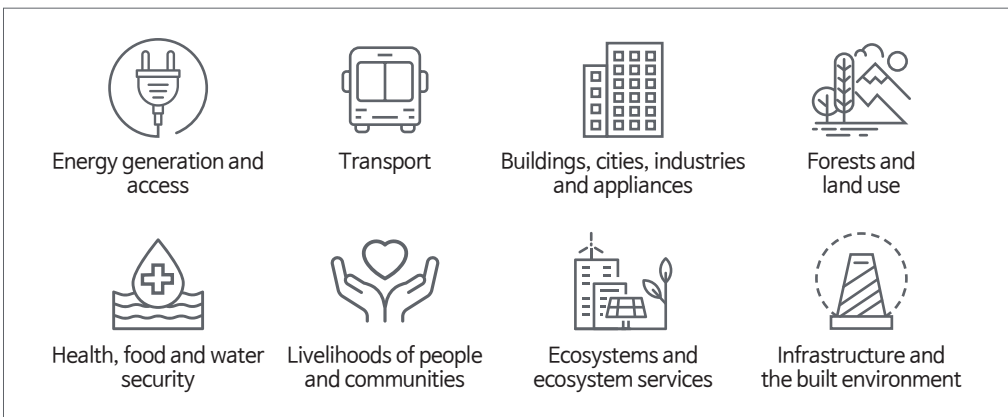 Energy generation and
access
Transport
Buildings, cities, industries
and appliances
Forests and
land use
Health, food and water
security
Livelihoods of people
and communities
Ecosystems and
ecosystem services
Infrastructure and
the built environment